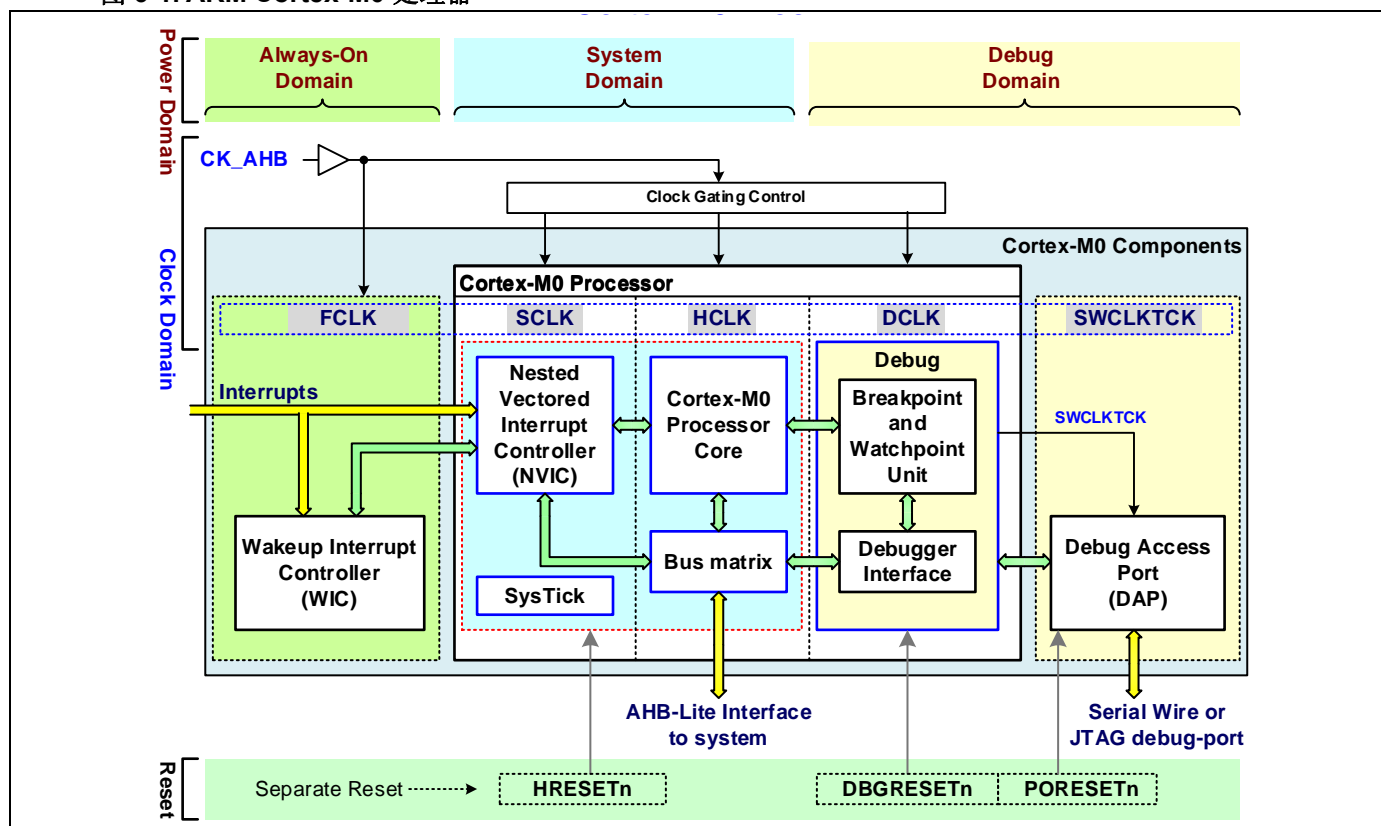 Power Domain
Always-On
Domain
System
Domain
Debug
Domain
Clock Domain
CK_AHB
Clock Gating Control
Cortex-M0 Components
Cortex-M0 Processor
FCLK
SCLK
HCLK
DCLK
SWCLKTCK
Interrupts
Nested
Vectored
Interrupt
Controller
(NVIC)
Cortex-M0
Processor
Core
Debug
Breakpoint
and
Watchpoint
Unit
SWCLKTCK
Wakeup Interrupt
Controller
(WIC)
SysTick
Bus matrix
Debugger
Interface
Debug Access
Port
(DAP)
AHB-Lite Interface
to system
Serial Wire or
JTAG debug-port
Reset
Separate Reset
HRESETn
DBGRESETn
PORESETn